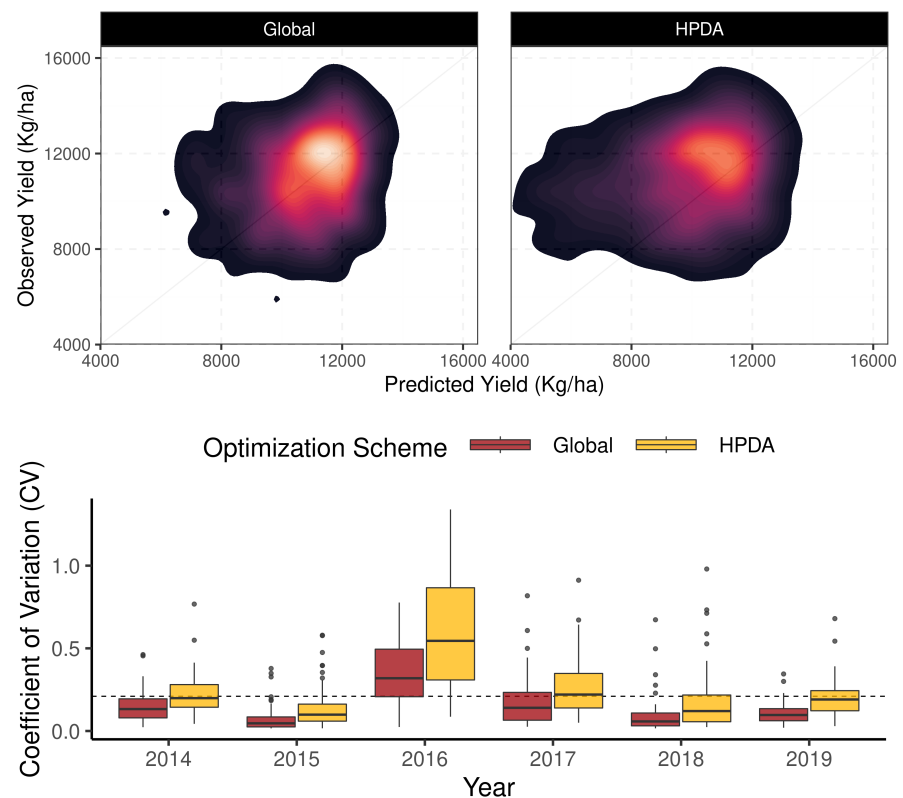 Global HPDA
Observed Yield (Kg/ha)
16000
12000
8000
4000
4000 8000 12000 16000 4000 8000 12000 16000
Predicted Yield (Kg/ha)
Optimization Scheme Global HPDA
Coefficient of Variation (CV)
1.0
0.5
0.0
2014 2015 2016 2017 2018 2019
Year